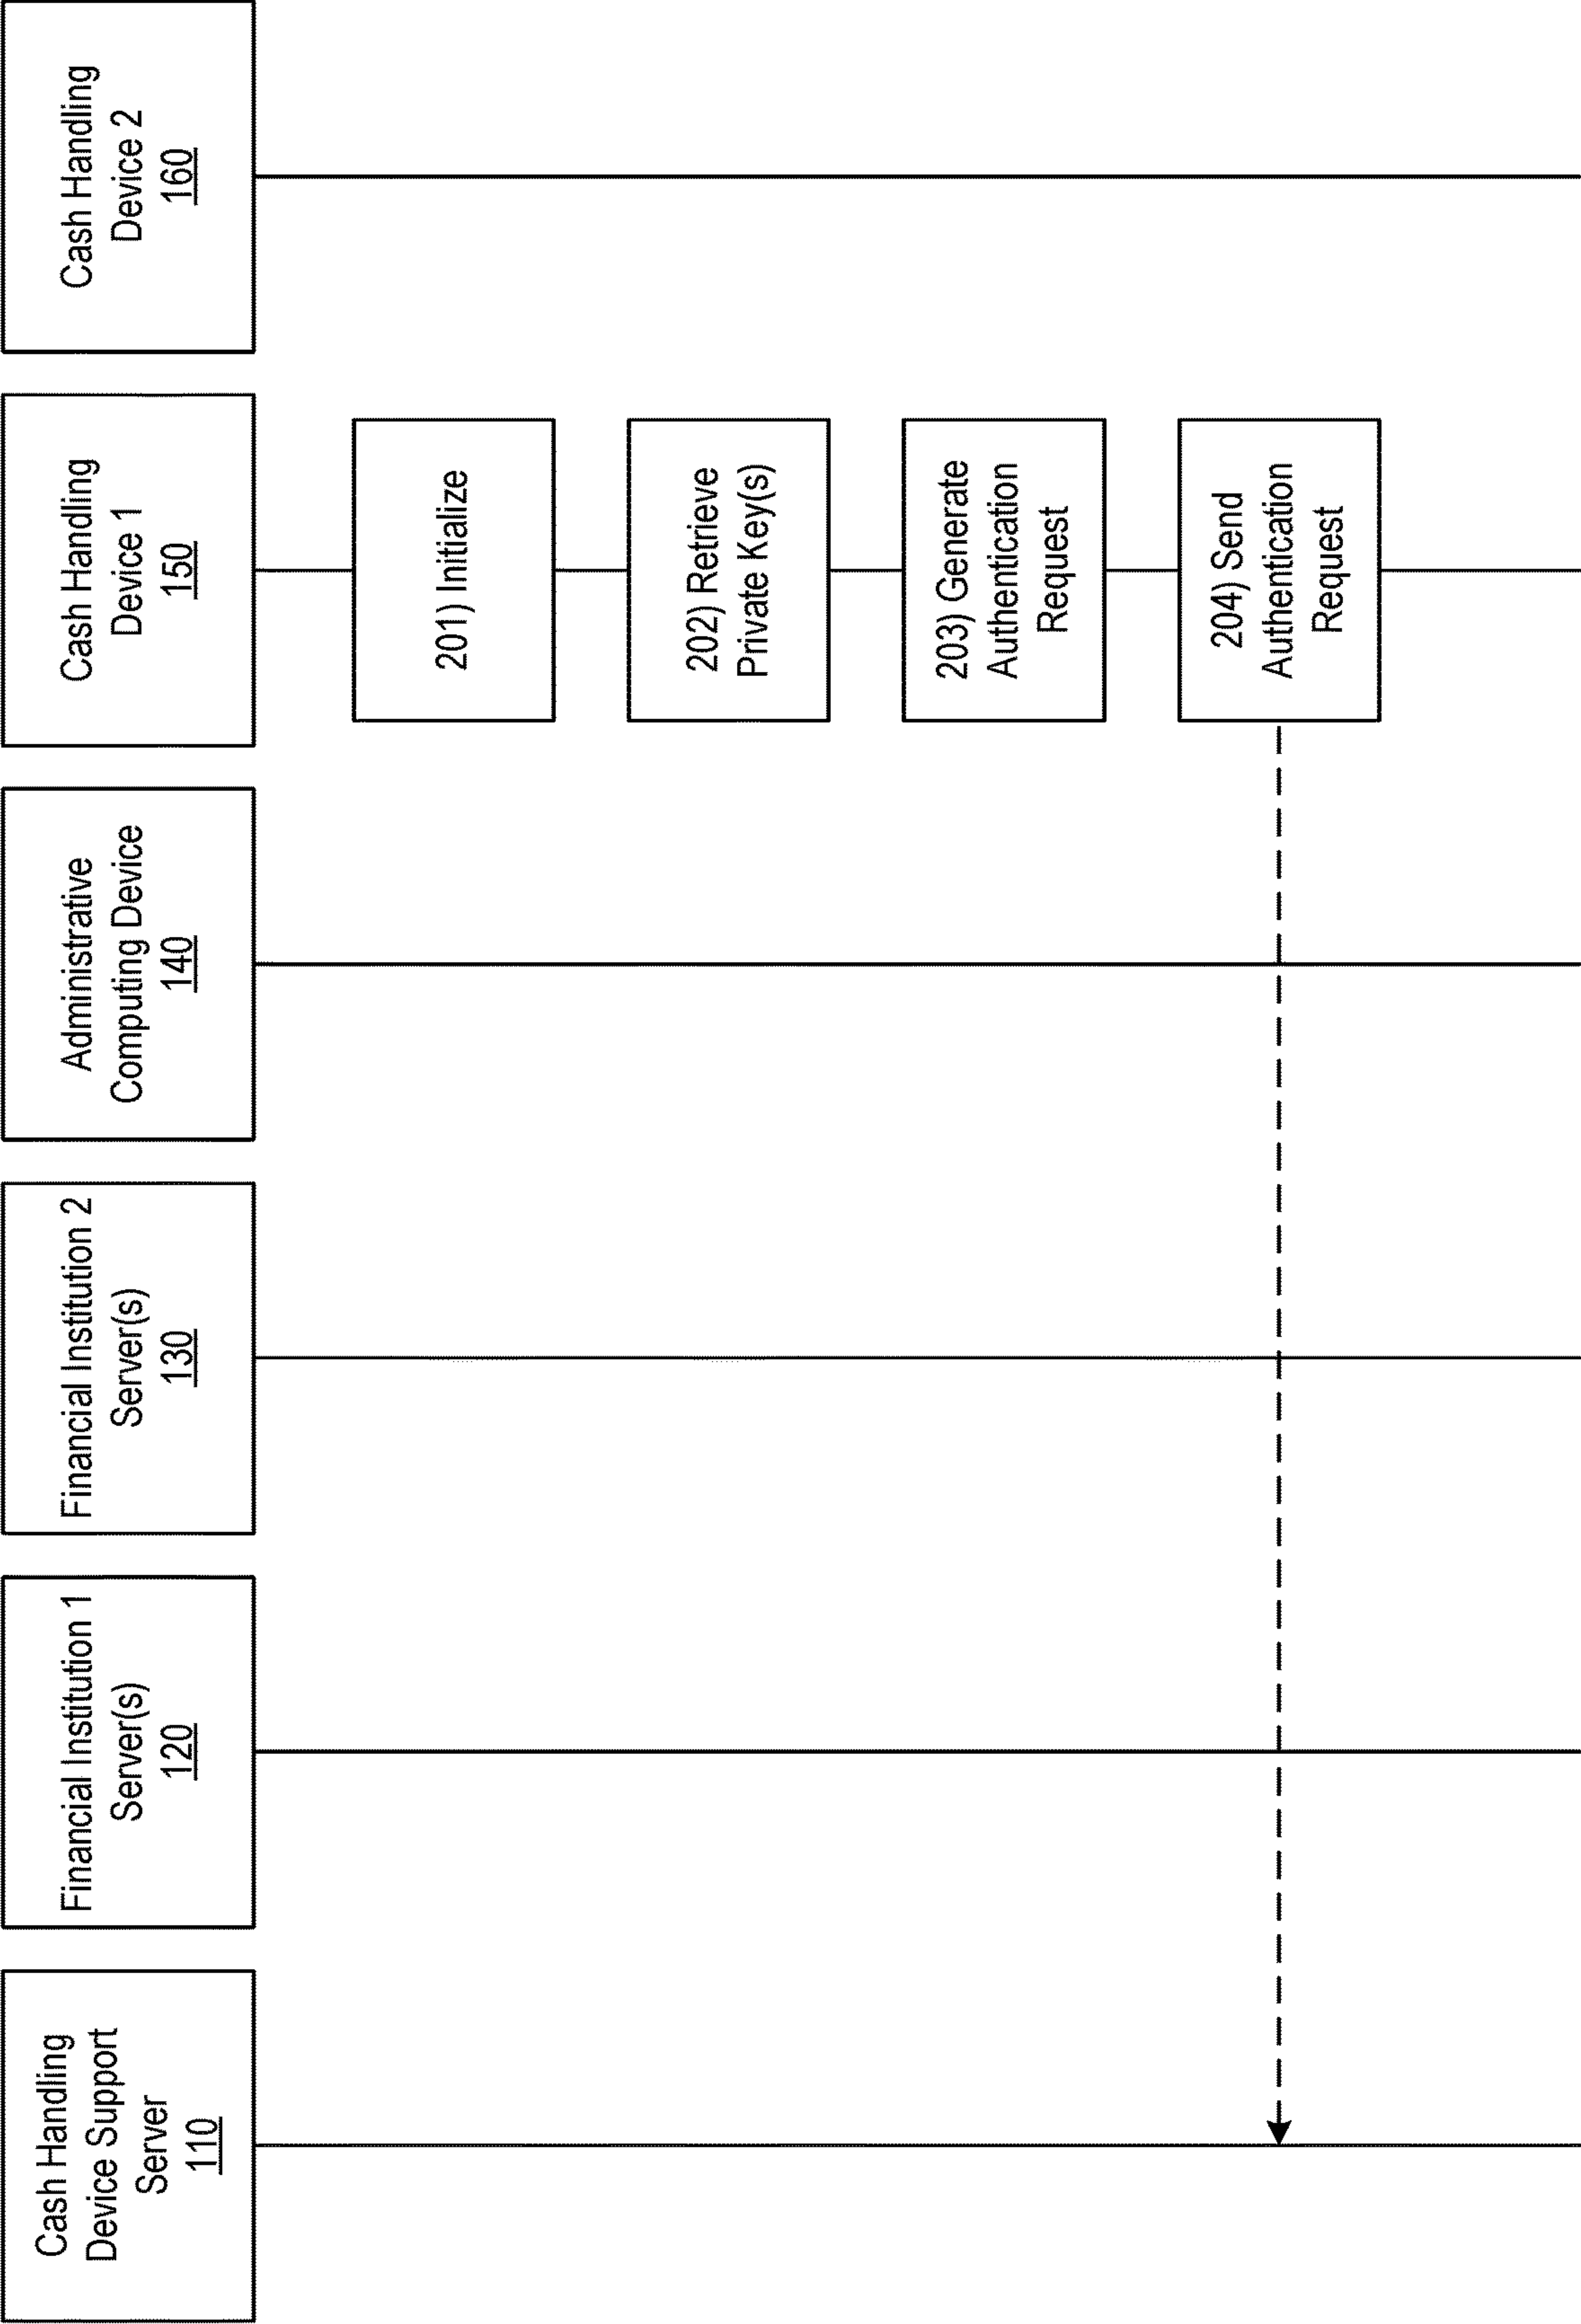 Cash Handling
Device Support
Server
110
Financial Institution 1
Server(s)
120
Financial Institution 2
Server(s)
130
Administrative
Computing Device
140
Cash Handling
Device 1
150
Cash Handling
Device 2
160
201) Initialize
202) Retrieve
Private Key(s)
203) Generate
Authentication
Request
204) Send
Authentication
Request